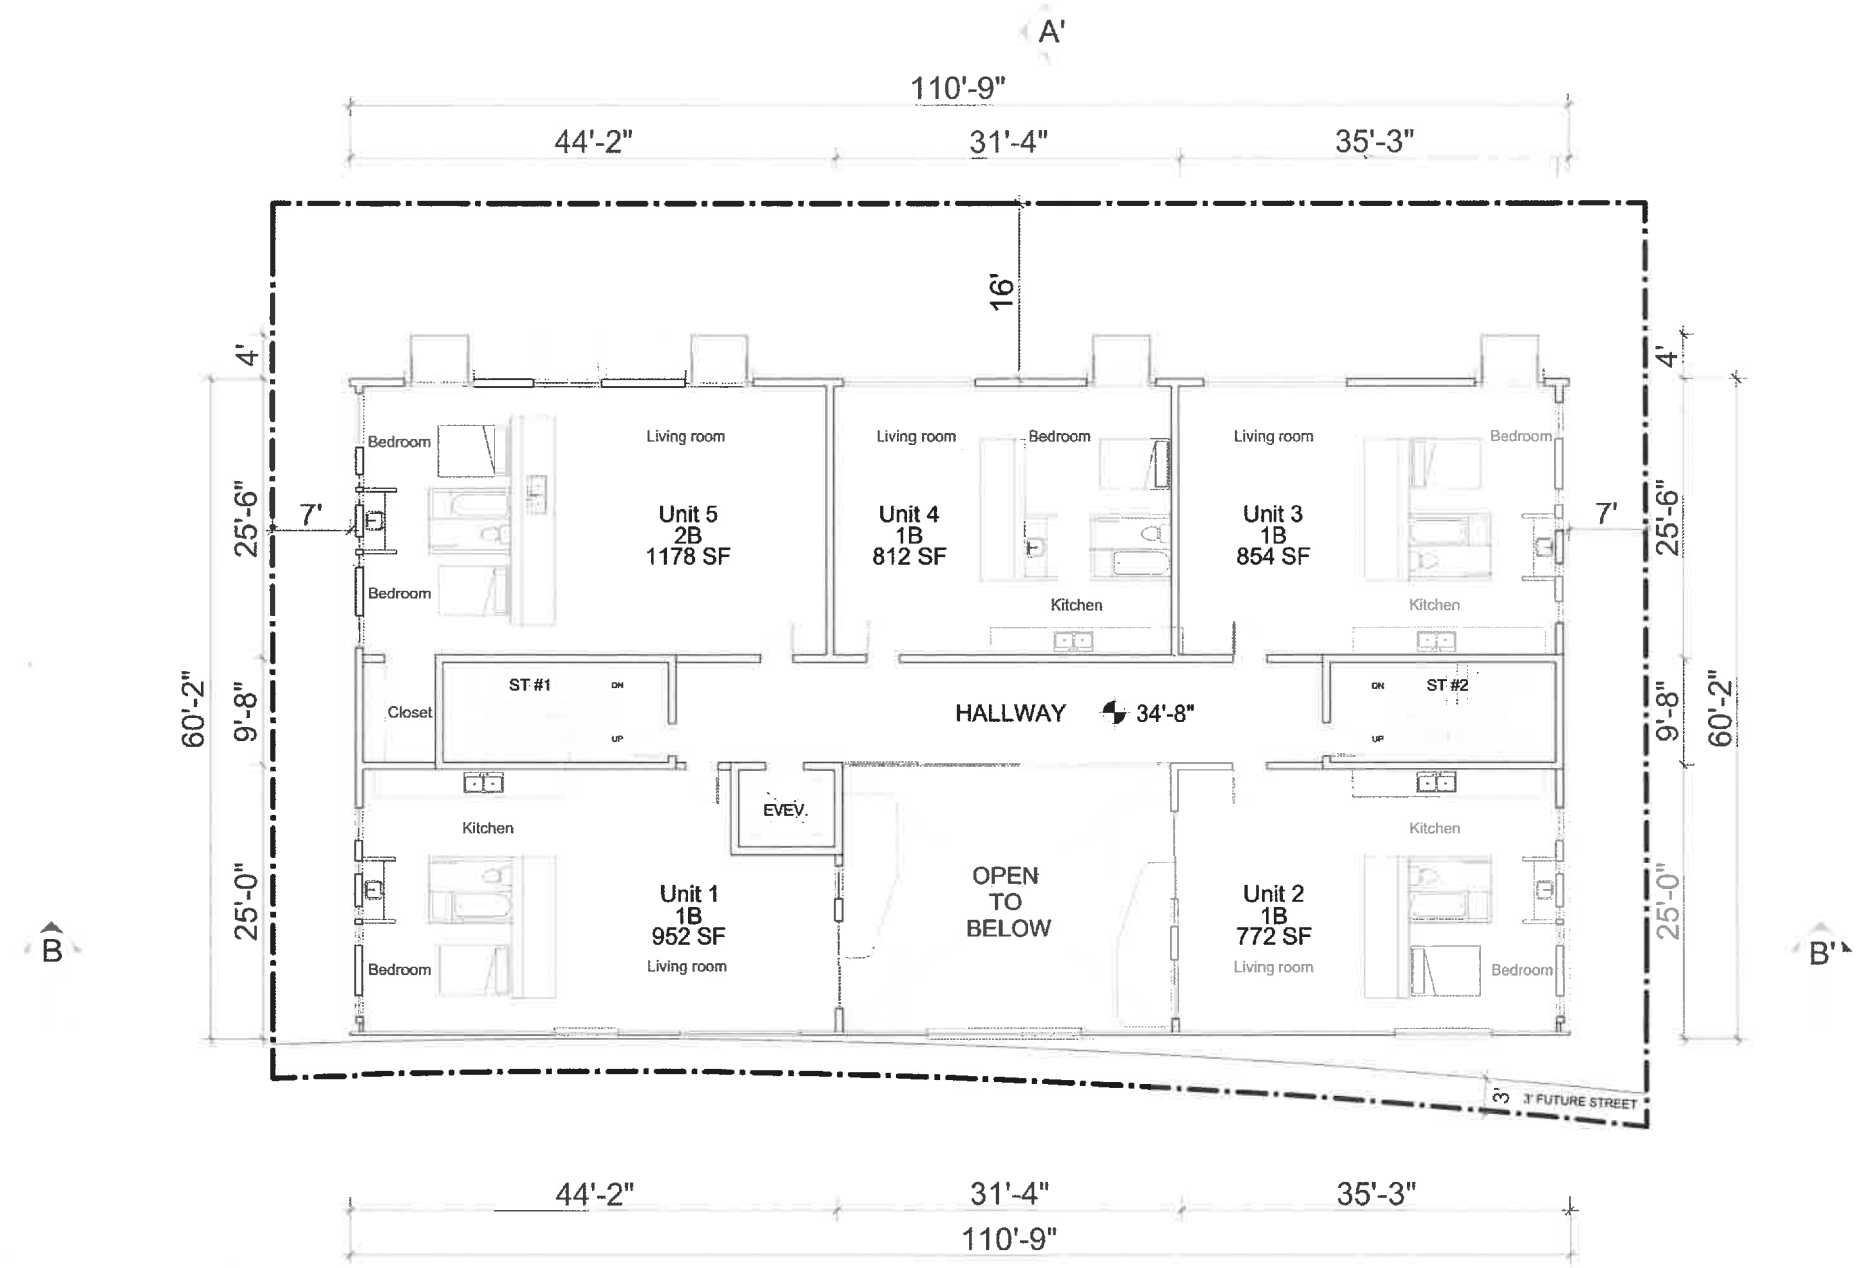 A'
110'-9"
44'-2" 31'-4" 35'-3"
16'
4' 4'
Bedroom Living room Living room Bedroom Living room Bedroom
25'-6" 7' 7' 25'-6"
Unit 5
2B
1178 SF
Unit 4
1B
812 SF
Unit 3
1B
854 SF
Bedroom Kitchen Kitchen
60'-2" 9'-8" 9'-8" 60'-2"
ST #1 DN
UP
Closet
HALLWAY 34'-8"
DN ST #2
UP
EVEV.
Kitchen Kitchen
25'-0" 25'-0"
OPEN
TO
BELOW
Unit 1
1B
952 SF
Living room
Bedroom
Unit 2
1B
772 SF
Living room
Bedroom
B B'
3' 3' FUTURE STREET
44'-2" 31'-4" 35'-3"
110'-9"